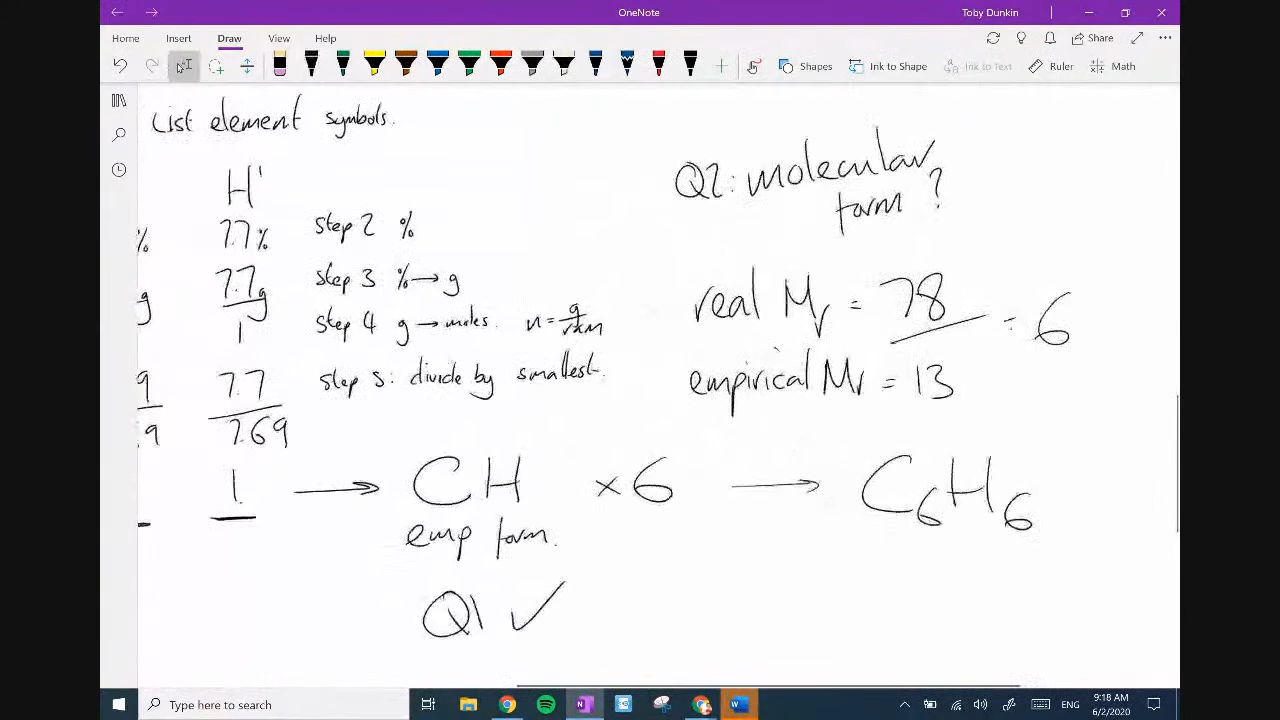 OneNote
Toby Dunkin
Home Insert Draw View Help
Share
Shapes Ink to Shape Ink to Text Ruler Math
List element symbols.
H
% 7.7% step 2 %
g 7.7g step 3 % → g
1 step 4 g → moles. n = g/rmm
9 7.7 step 5: divide by smallest.
.9 7.69
1 → CH × 6 → C₆H₆
emp form.
Q1 ✓
Q2: molecular
form ?
real Mr = 78 = 6
empirical Mr = 13
Type here to search
ENG
9:18 AM
6/2/2020